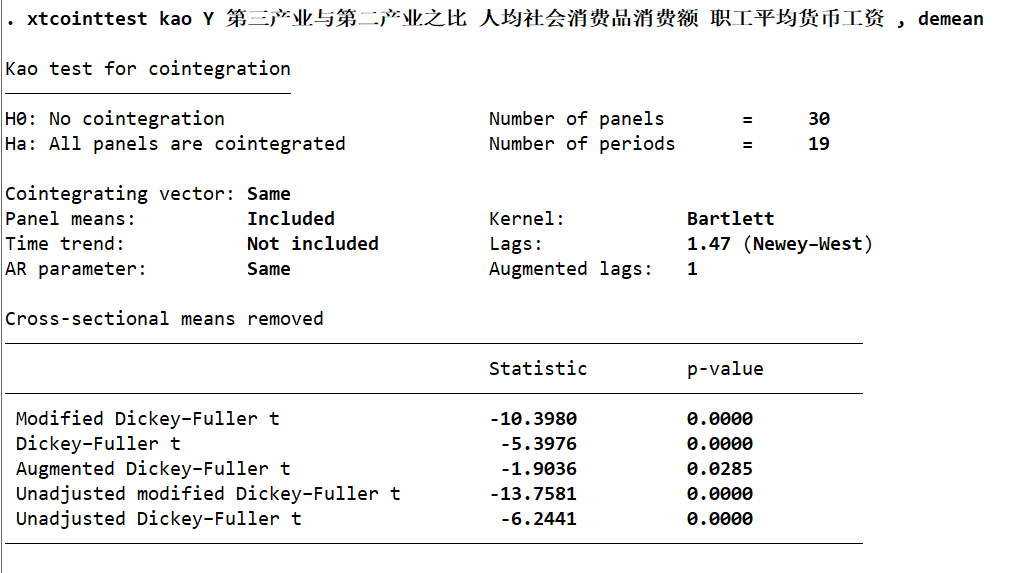 . xtcointtest kao Y 第三产业与第二产业之比 人均社会消费品消费额 职工平均货币工资 , demean
Kao test for cointegration
H0: No cointegration Number of panels = 30
Ha: All panels are cointegrated Number of periods = 19
Cointegrating vector: Same
Panel means: Included Kernel: Bartlett
Time trend: Not included Lags: 1.47 (Newey–West)
AR parameter: Same Augmented lags: 1
Cross-sectional means removed
Statistic p-value
Modified Dickey–Fuller t -10.3980 0.0000
Dickey–Fuller t -5.3976 0.0000
Augmented Dickey–Fuller t -1.9036 0.0285
Unadjusted modified Dickey–Fuller t -13.7581 0.0000
Unadjusted Dickey–Fuller t -6.2441 0.0000